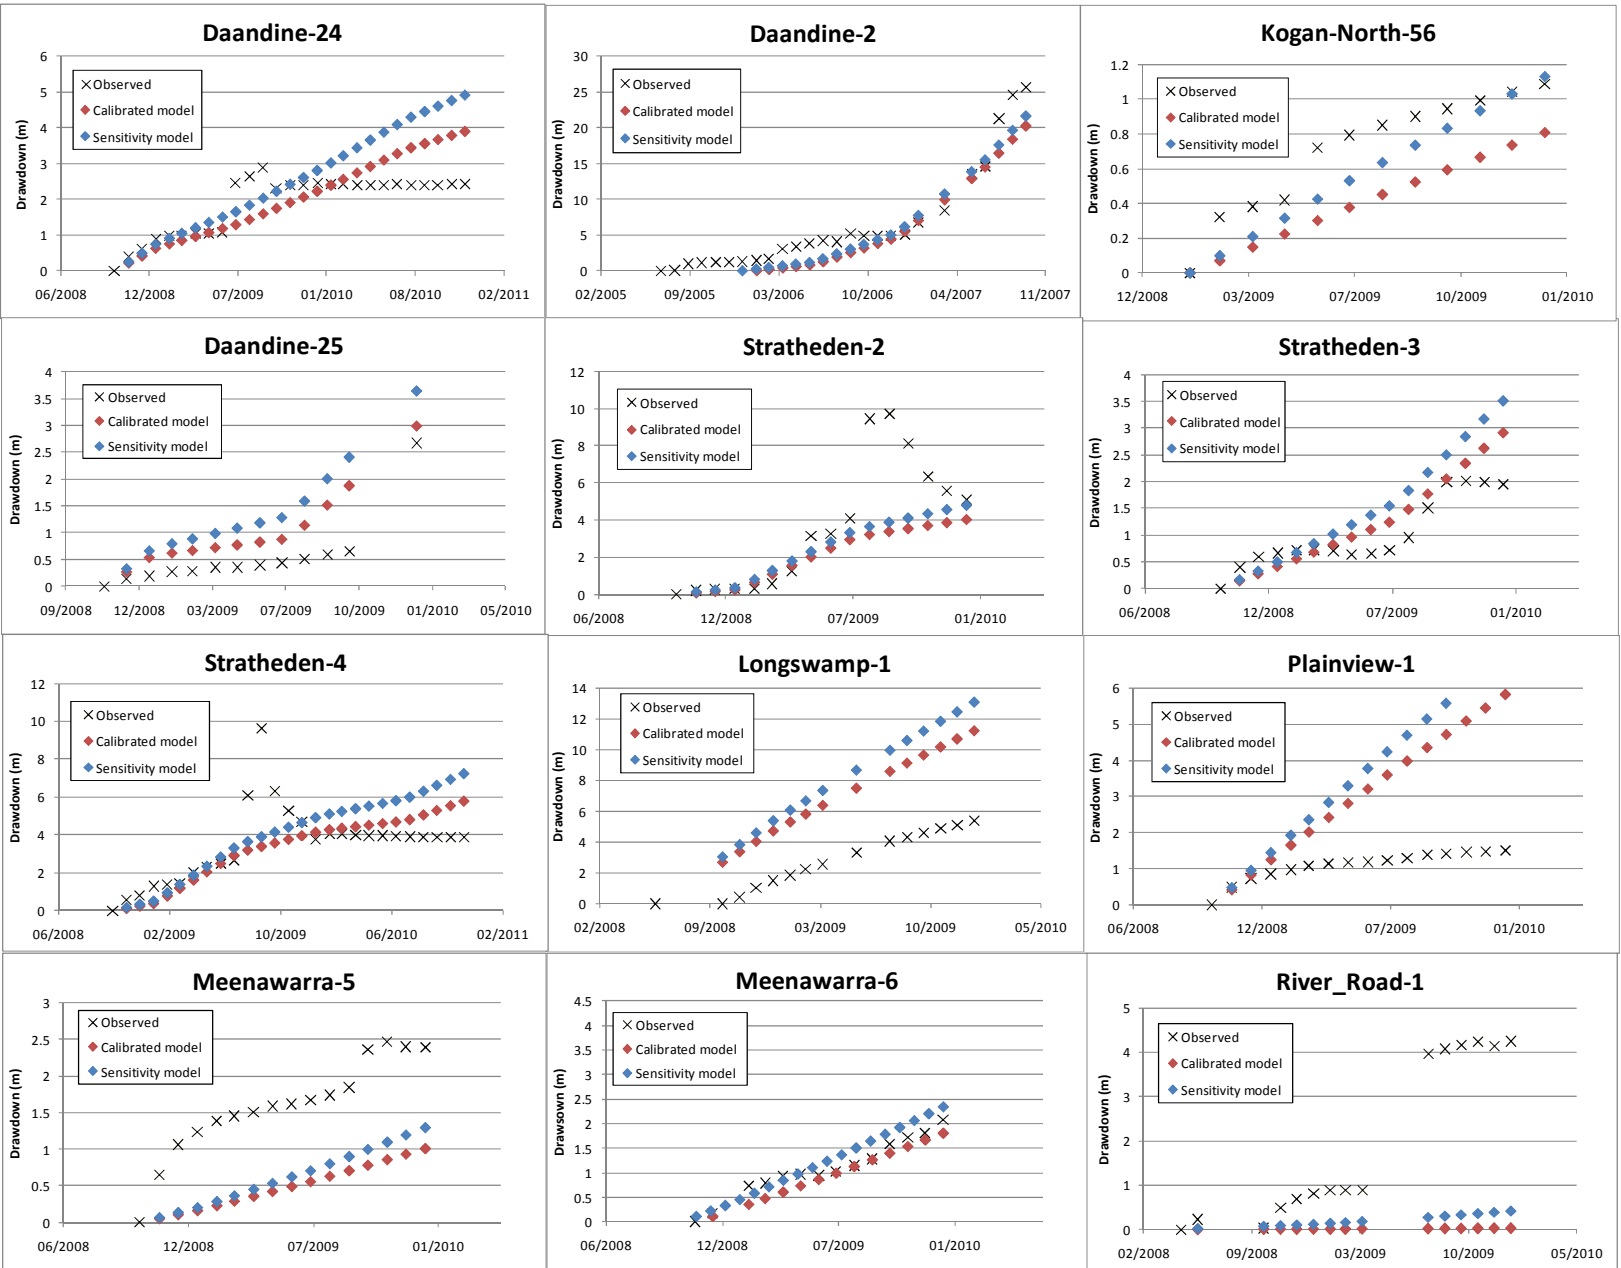 Daandine-24
6
5
4
3
2
1
0
Drawdown (m)
Observed
Calibrated model
Sensitivity model
06/2008 12/2008 07/2009 01/2010 08/2010 02/2011
Daandine-2
30
25
20
15
10
5
0
Drawdown (m)
Observed
Calibrated model
Sensitivity model
02/2005 09/2005 03/2006 10/2006 04/2007 11/2007
Kogan-North-56
1.2
1
0.8
0.6
0.4
0.2
0
Drawdown (m)
Observed
Calibrated model
Sensitivity model
12/2008 03/2009 07/2009 10/2009 01/2010
Daandine-25
4
3.5
3
2.5
2
1.5
1
0.5
0
Drawdown (m)
Observed
Calibrated model
Sensitivity model
09/2008 12/2008 03/2009 07/2009 10/2009 01/2010 05/2010
Stratheden-2
12
10
8
6
4
2
0
Drawdown (m)
Observed
Calibrated model
Sensitivity model
06/2008 12/2008 07/2009 01/2010
Stratheden-3
4
3.5
3
2.5
2
1.5
1
0.5
0
Drawdown (m)
Observed
Calibrated model
Sensitivity model
06/2008 12/2008 07/2009 01/2010
Stratheden-4
12
10
8
6
4
2
0
Drawdown (m)
Observed
Calibrated model
Sensitivity model
06/2008 02/2009 10/2009 06/2010 02/2011
Longswamp-1
14
12
10
8
6
4
2
0
Drawdown (m)
Observed
Calibrated model
Sensitivity model
02/2008 09/2008 03/2009 10/2009 05/2010
Plainview-1
6
5
4
3
2
1
0
Drawdown (m)
Observed
Calibrated model
Sensitivity model
06/2008 12/2008 07/2009 01/2010
Meenawarra-5
3
2.5
2
1.5
1
0.5
0
Drawdown (m)
Observed
Calibrated model
Sensitivity model
06/2008 12/2008 07/2009 01/2010
Meenawarra-6
4.5
4
3.5
3
2.5
2
1.5
1
0.5
0
Drawsown (m)
Observed
Calibrated model
Sensitivity model
06/2008 12/2008 07/2009 01/2010
River_Road-1
5
4
3
2
1
0
Drawdown (m)
Observed
Calibrated model
Sensitivity model
02/2008 09/2008 03/2009 10/2009 05/2010